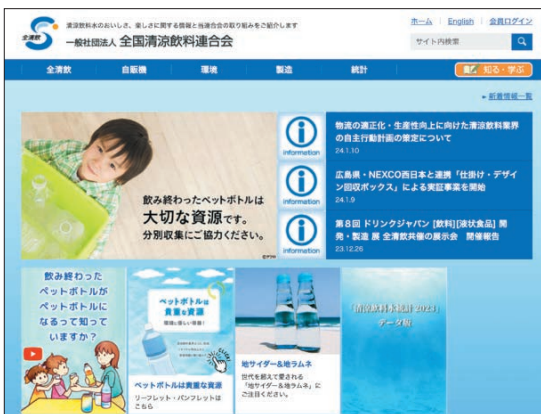 清涼飲料水のおいしさ、楽しさに関する情報と当連合会の取り組みをご紹介します
ホーム English 会員ログイン
全清飲
一般社団法人 全国清涼飲料連合会
サイト内検索
全清飲 自販機 環境 製造 統計 知る・学ぶ
新着情報一覧
飲み終わったペットボトルは
大切な資源です。
分別収集にご協力ください。
information
物流の適正化・生産性向上に向けた清涼飲料業界
の自主行動計画の策定について
24.1.10
information
広島県・NEXCO西日本と連携「仕掛け・デザイ
ン回収ボックス」による実証事業を開始
24.1.9
information
第8回 ドリンクジャパン [飲料][液状食品] 開
発・製造 展 全清飲共催の展示会 開催報告
23.12.26
飲み終わった
ペットボトルが
ペットボトルに
なるって知って
いますか?
ペットボトルは
貴重な資源
ペットボトルは貴重な資源
リーフレット・パンフレットは
こちら
地サイダー&地ラムネ
世代を超えて愛される
「地サイダー&地ラムネ」に
ご注目ください。
『清涼飲料水統計 2023』
データ版